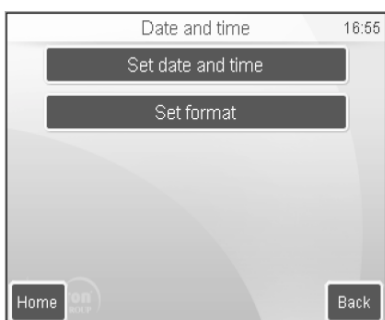 Date and time 16:55
Set date and time
Set format
Home Back